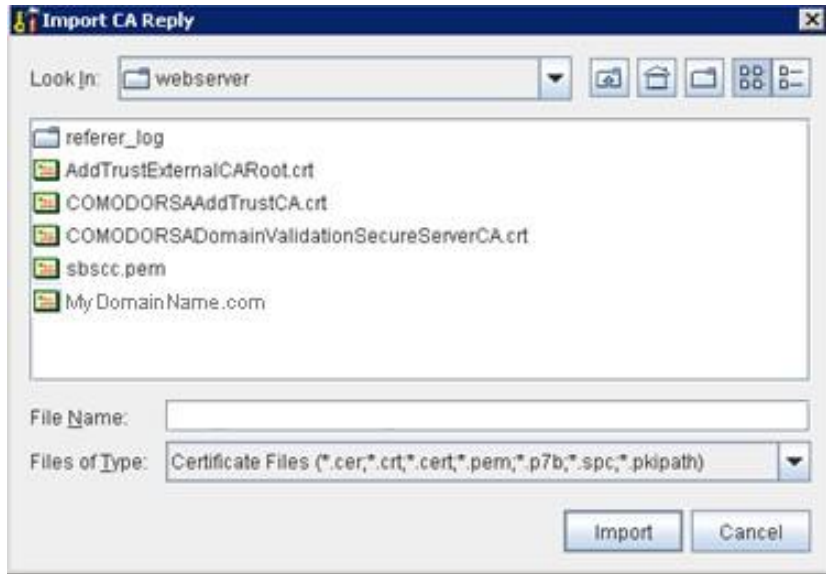 Import CA Reply
Look In: webserver
referer_log
AddTrustExternalCARoot.crt
COMODORSAAddTrustCA.crt
COMODORSADomainValidationSecureServerCA.crt
sbscc.pem
My Domain Name.com
File Name:
Files of Type: Certificate Files (*.cer;*.crt;*.cert;*.pem;*.p7b;*.spc;*.pkipath)
Import Cancel